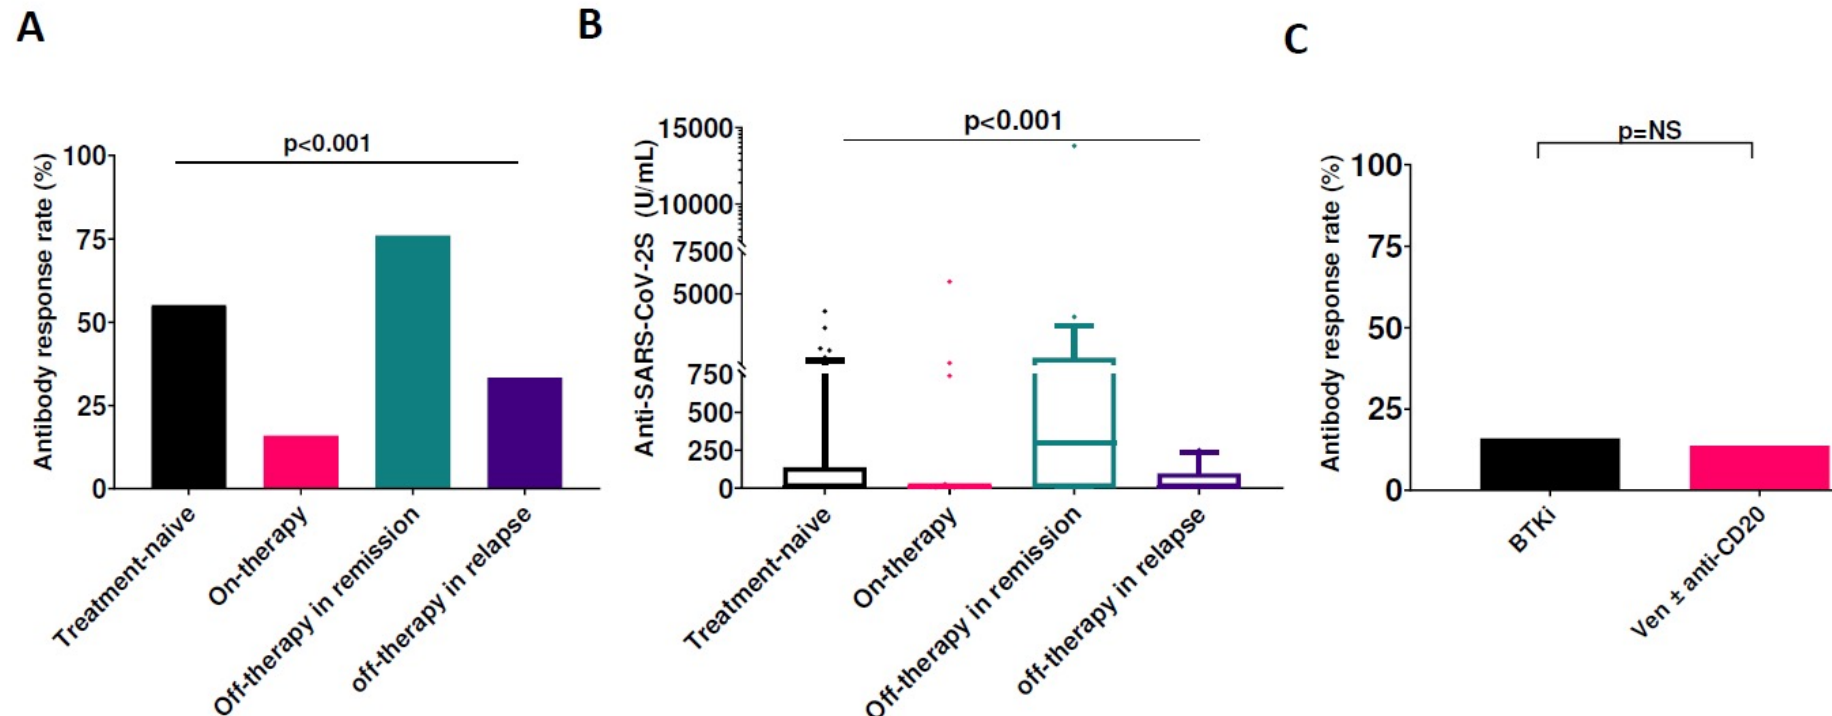 A
B
C
Antibody response rate (%)
100
75
50
25
0
p<0.001
Treatment-naive
On-therapy
Off-therapy in remission
off-therapy in relapse
Anti-SARS-CoV-2S (U/mL)
15000
10000
7500
5000
750
500
250
0
p<0.001
Treatment-naive
On-therapy
Off-therapy in remission
off-therapy in relapse
Antibody response rate (%)
100
75
50
25
0
p=NS
BTKi
Ven ± anti-CD20